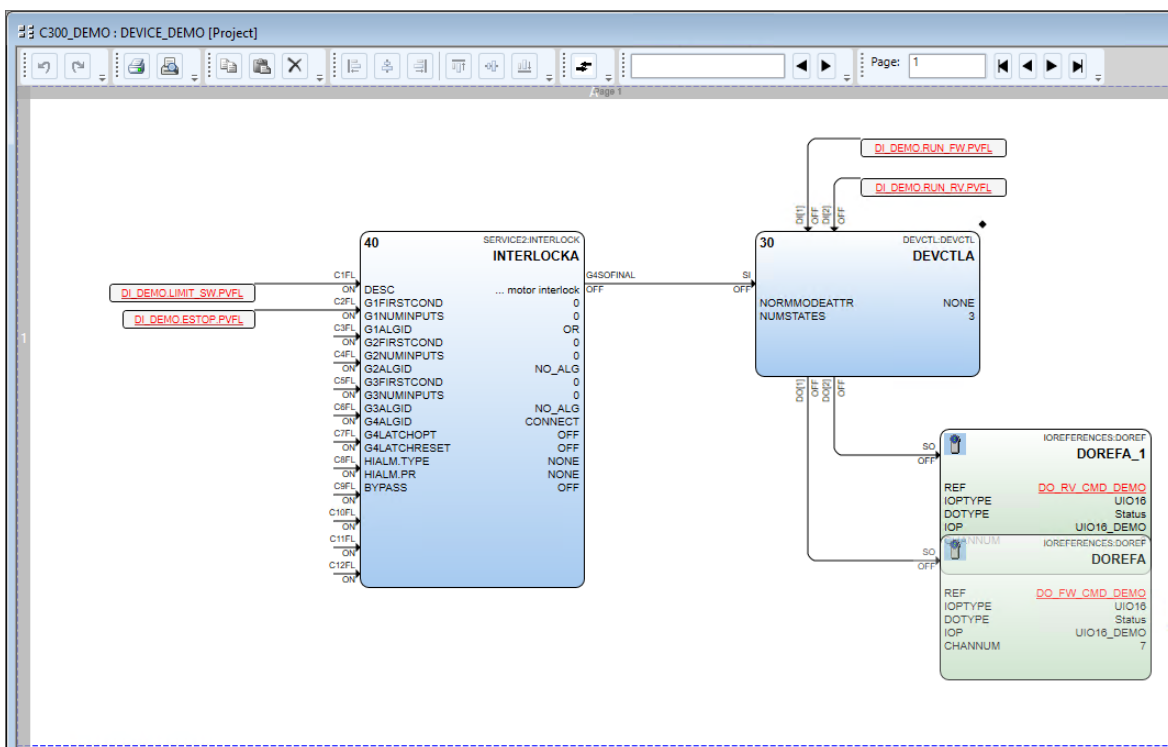 C300_DEMO : DEVICE_DEMO [Project]
Page: 1
Page 1
1
DI_DEMO.RUN_FW.PVFL
DI_DEMO.RUN_RV.PVFL
DI[1]
OFF
DI[2]
OFF
40
SERVICE2:INTERLOCK
INTERLOCKA
DESC ... motor interlock
G1FIRSTCOND 0
G1NUMINPUTS 0
G1ALGID OR
G2FIRSTCOND 0
G2NUMINPUTS 0
G2ALGID NO_ALG
G3FIRSTCOND 0
G3NUMINPUTS 0
G3ALGID NO_ALG
G4ALGID CONNECT
G4LATCHOPT OFF
G4LATCHRESET OFF
HIALM.TYPE NONE
HIALM.PR NONE
BYPASS OFF
DI_DEMO.LIMIT_SW.PVFL
DI_DEMO.ESTOP.PVFL
C1FL
ON
C2FL
ON
C3FL
ON
C4FL
ON
C5FL
ON
C6FL
ON
C7FL
ON
C8FL
ON
C9FL
ON
C10FL
ON
C11FL
ON
C12FL
ON
G4SOFINAL
OFF
SI
OFF
30
DEVCTL:DEVCTL
DEVCTLA
NORMMODEATTR NONE
NUMSTATES 3
DO[1]
OFF
DO[2]
OFF
SO
OFF
IOREFERENCES:DOREF
DOREFA_1
REF DO_RV_CMD_DEMO
IOPTYPE UIO16
DOTYPE Status
IOP UIO16_DEMO
CHANNUM
SO
OFF
IOREFERENCES:DOREF
DOREFA
REF DO_FW_CMD_DEMO
IOPTYPE UIO16
DOTYPE Status
IOP UIO16_DEMO
CHANNUM 7